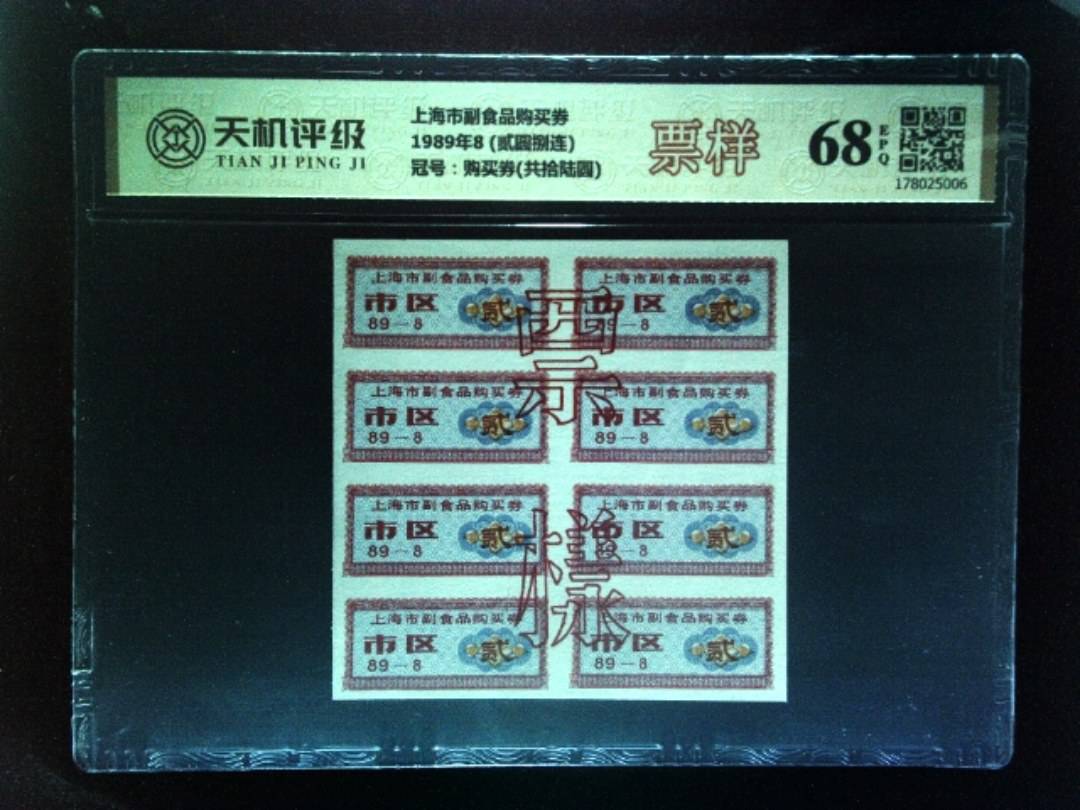 天机评级
TIAN JI PING JI
上海市副食品购买券
1989年8 (贰圆捌连)
冠号：购买券(共拾陆圆)
票样
68
EPQ
178025006
上海市副食品购买券
市区 贰
89—8
上海市副食品购买券
市区 贰
89—8
上海市副食品购买券
市区 贰
89—8
上海市副食品购买券
市区 贰
89—8
上海市副食品购买券
市区 贰
89—8
上海市副食品购买券
市区 贰
89—8
上海市副食品购买券
市区 贰
89—8
上海市副食品购买券
市区 贰
89—8
票樣